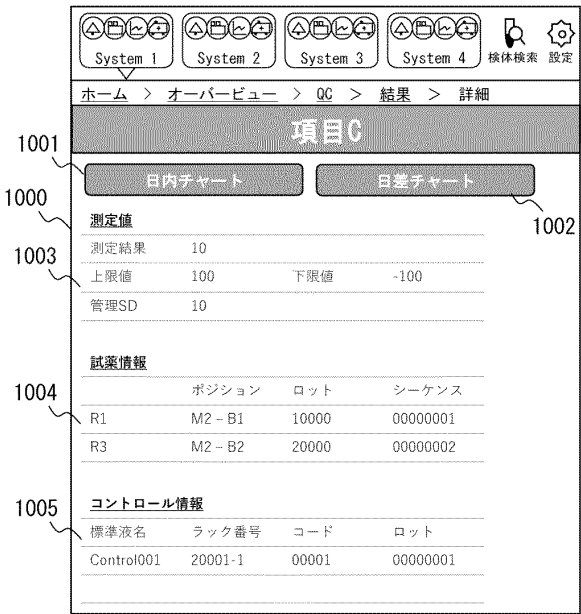 System 1 System 2 System 3 System 4 検体検索 設定
ホーム > オーバービュー > QC > 結果 > 詳細
項目C
1001
日内チャート 日差チャート
1002
1000
測定値
測定結果 10
1003
上限値 100 下限値 -100
管理SD 10
試薬情報
ポジション ロット シーケンス
1004
R1 M2－B1 10000 00000001
R3 M2－B2 20000 00000002
コントロール情報
1005
標準液名 ラック番号 コード ロット
Control001 20001-1 00001 00000001